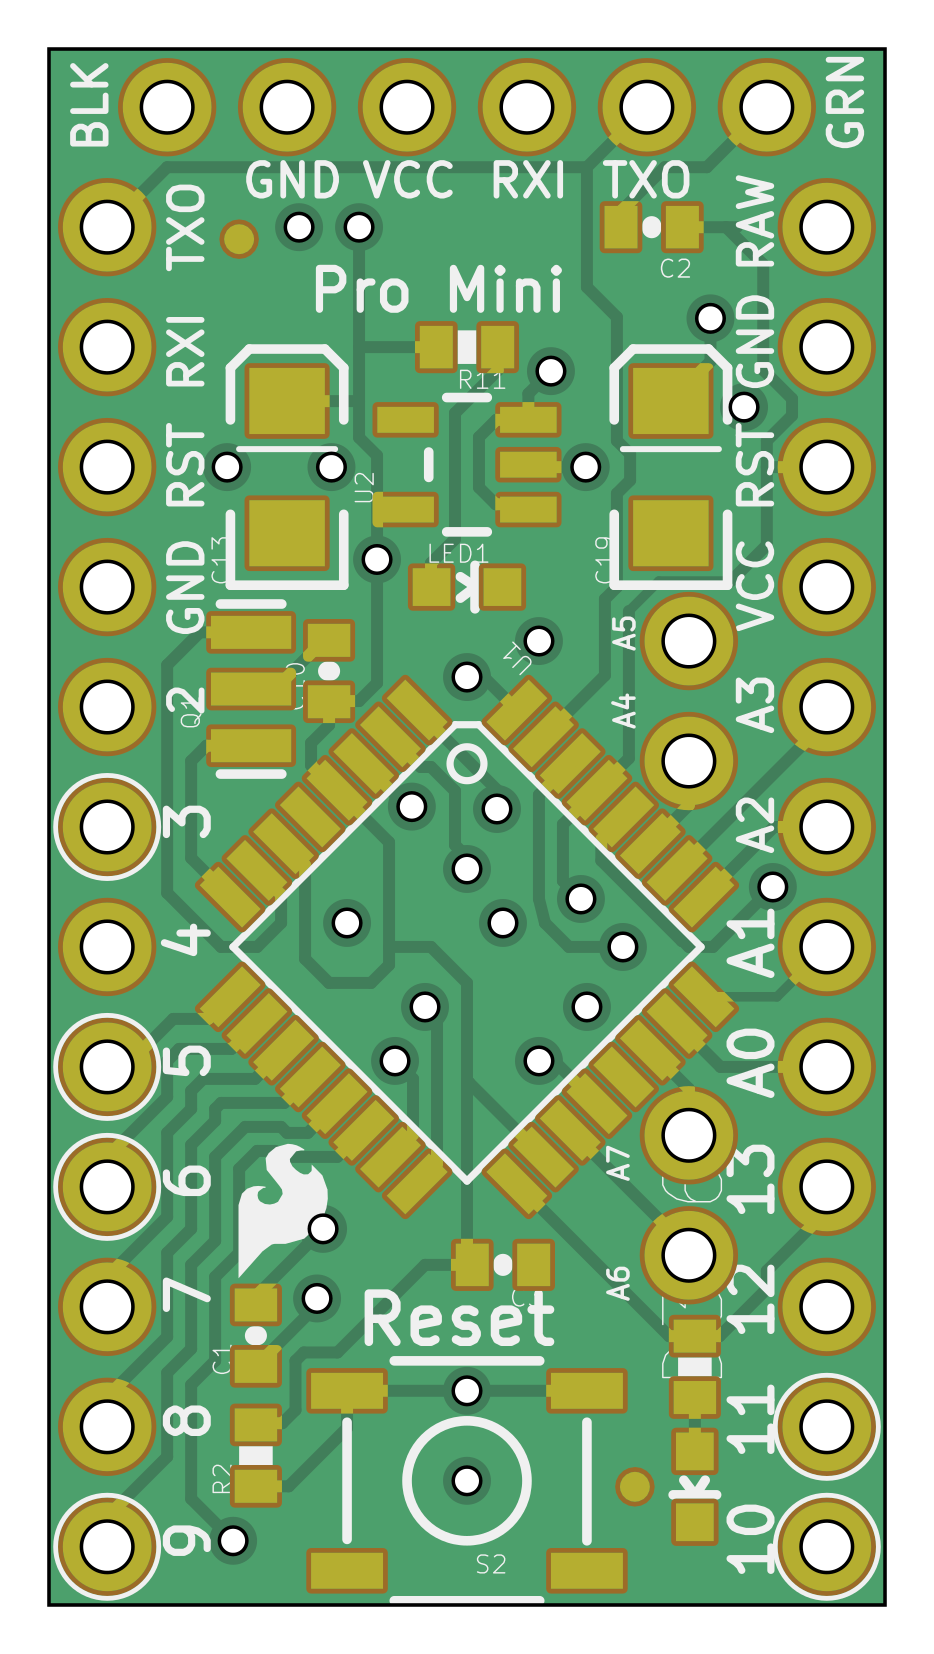 BLK
GRN
GND VCC RXI TXO
TXO
RAW
C2
Pro Mini
RXI
GND
R11
RST
RST
U2
LED1
C13
C19
GND
VCC
A5
U1
2
Q1
A4
A3
3
A2
4
A1
5
A0
6
A7
13
7
A6
12
Reset
C1
8
11
R2
9
S2
10